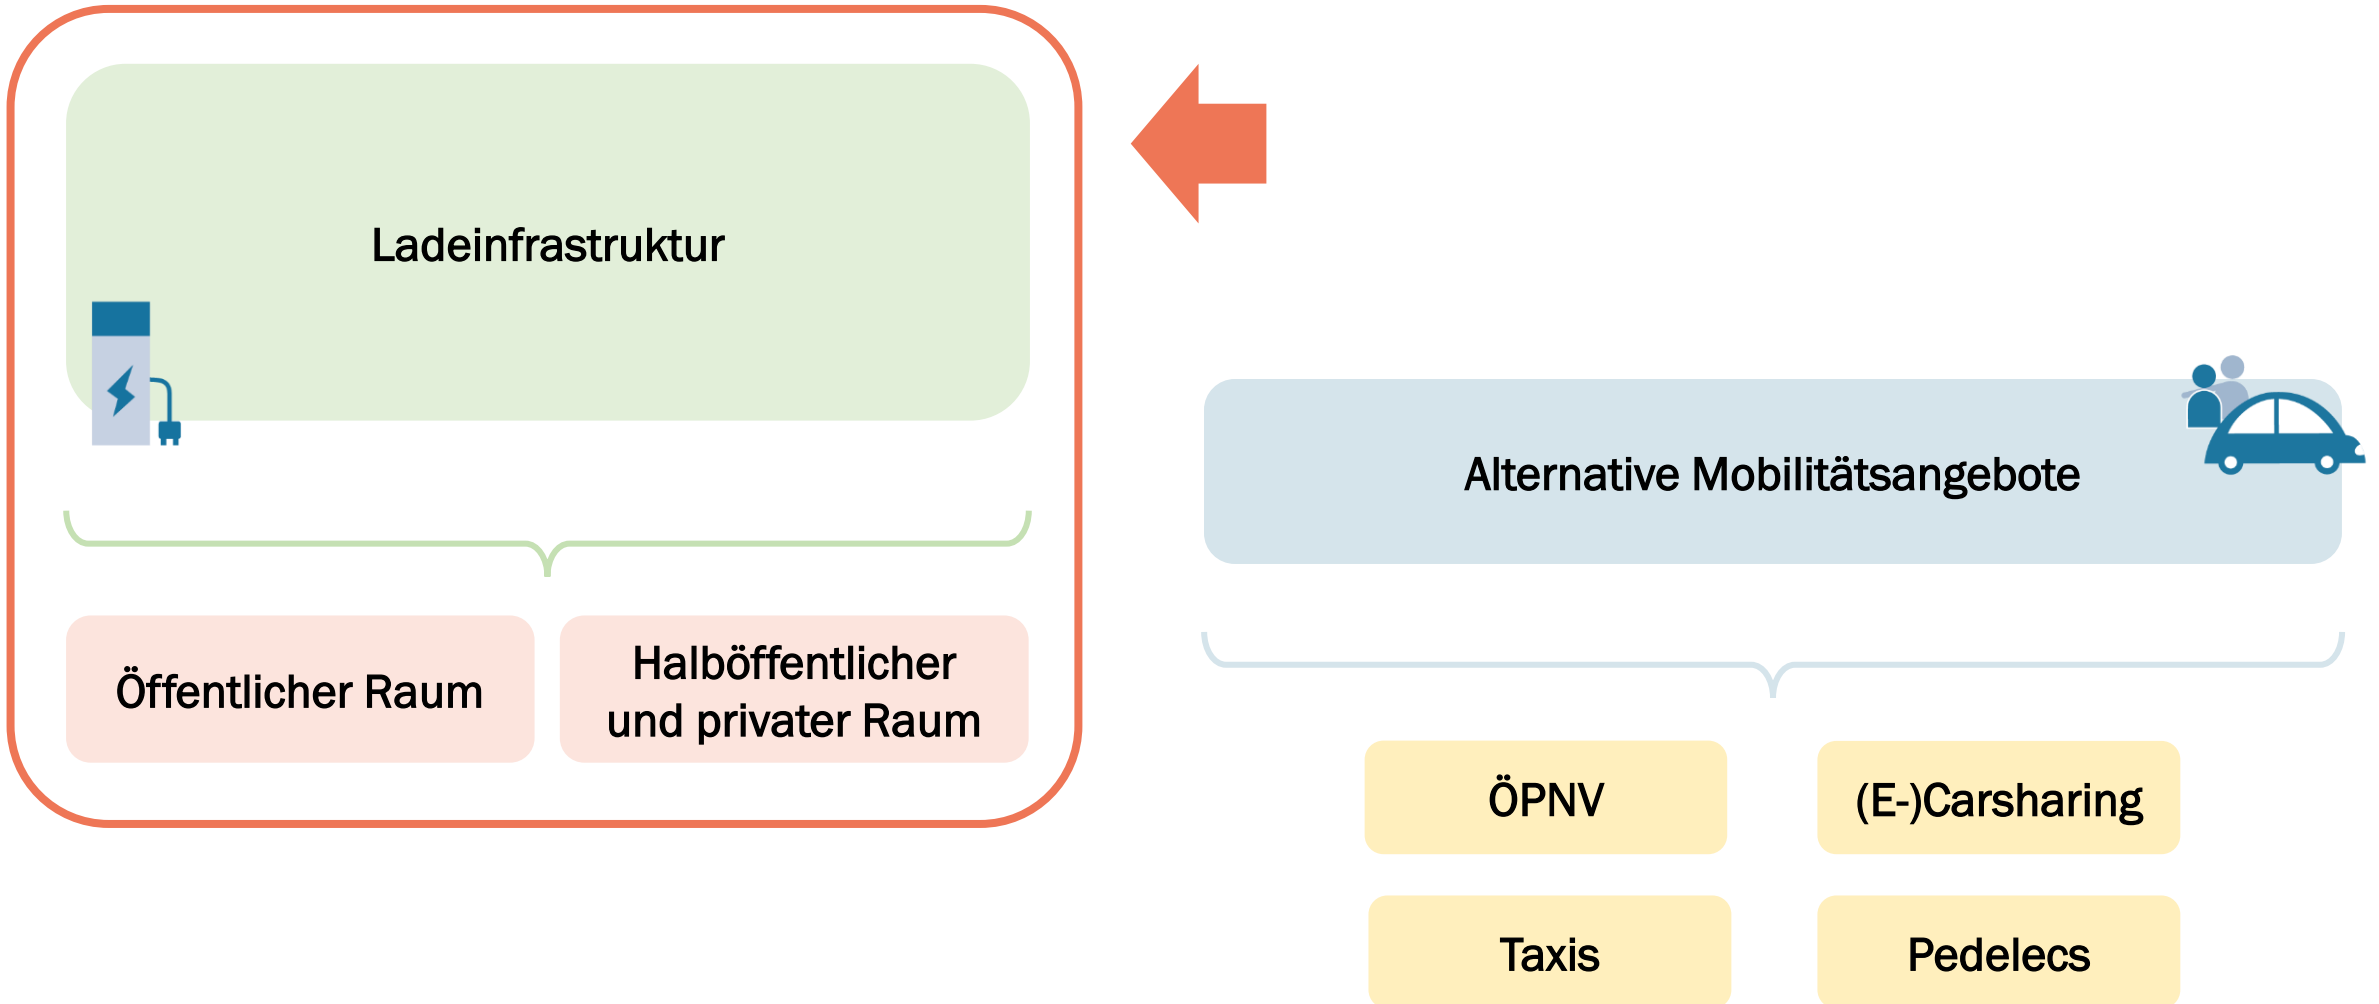 Ladeinfrastruktur
Öffentlicher Raum
Halböffentlicher
und privater Raum
Alternative Mobilitätsangebote
ÖPNV
(E-)Carsharing
Taxis
Pedelecs